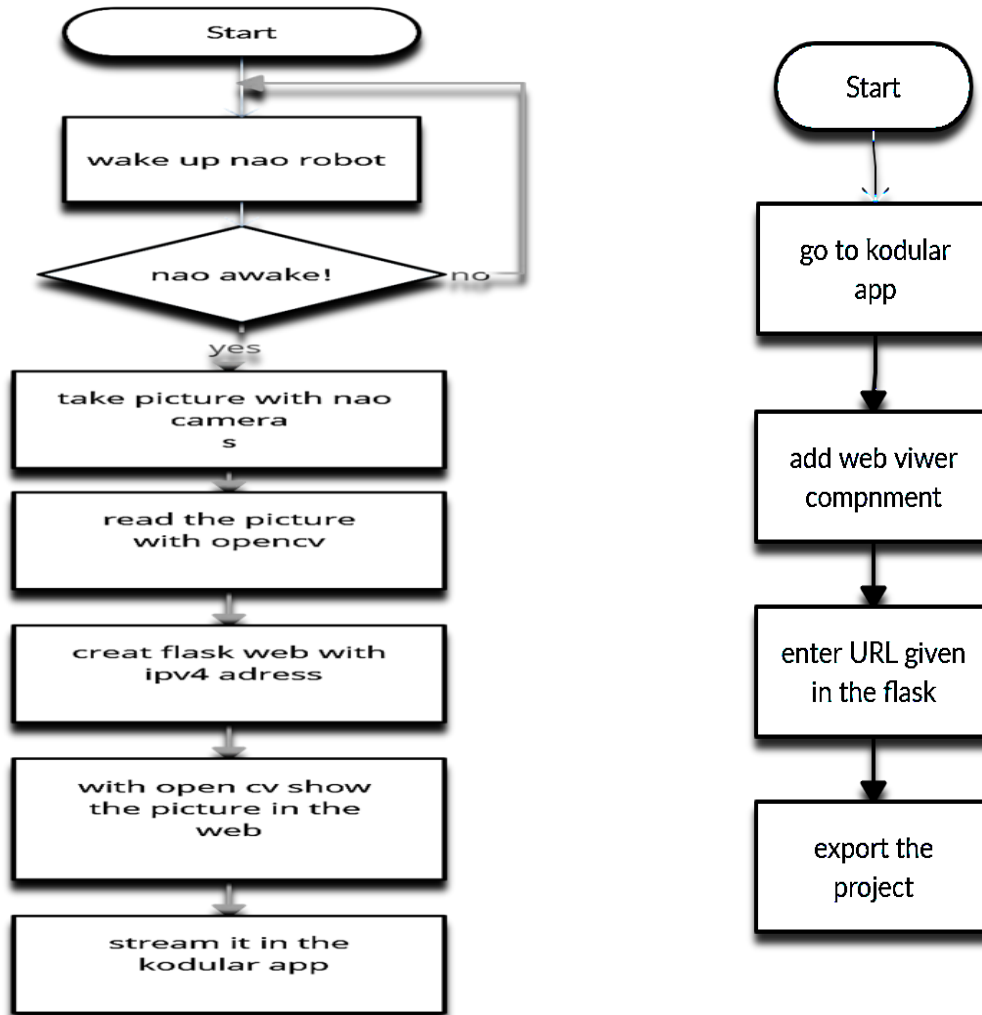 Start
wake up nao robot
nao awake!
no
yes
take picture with nao
camera
s
read the picture
with opencv
creat flask web with
ipv4 adress
with open cv show
the picture in the
web
stream it in the
kodular app
Start
go to kodular
app
add web viwer
compnment
enter URL given
in the flask
export the
project